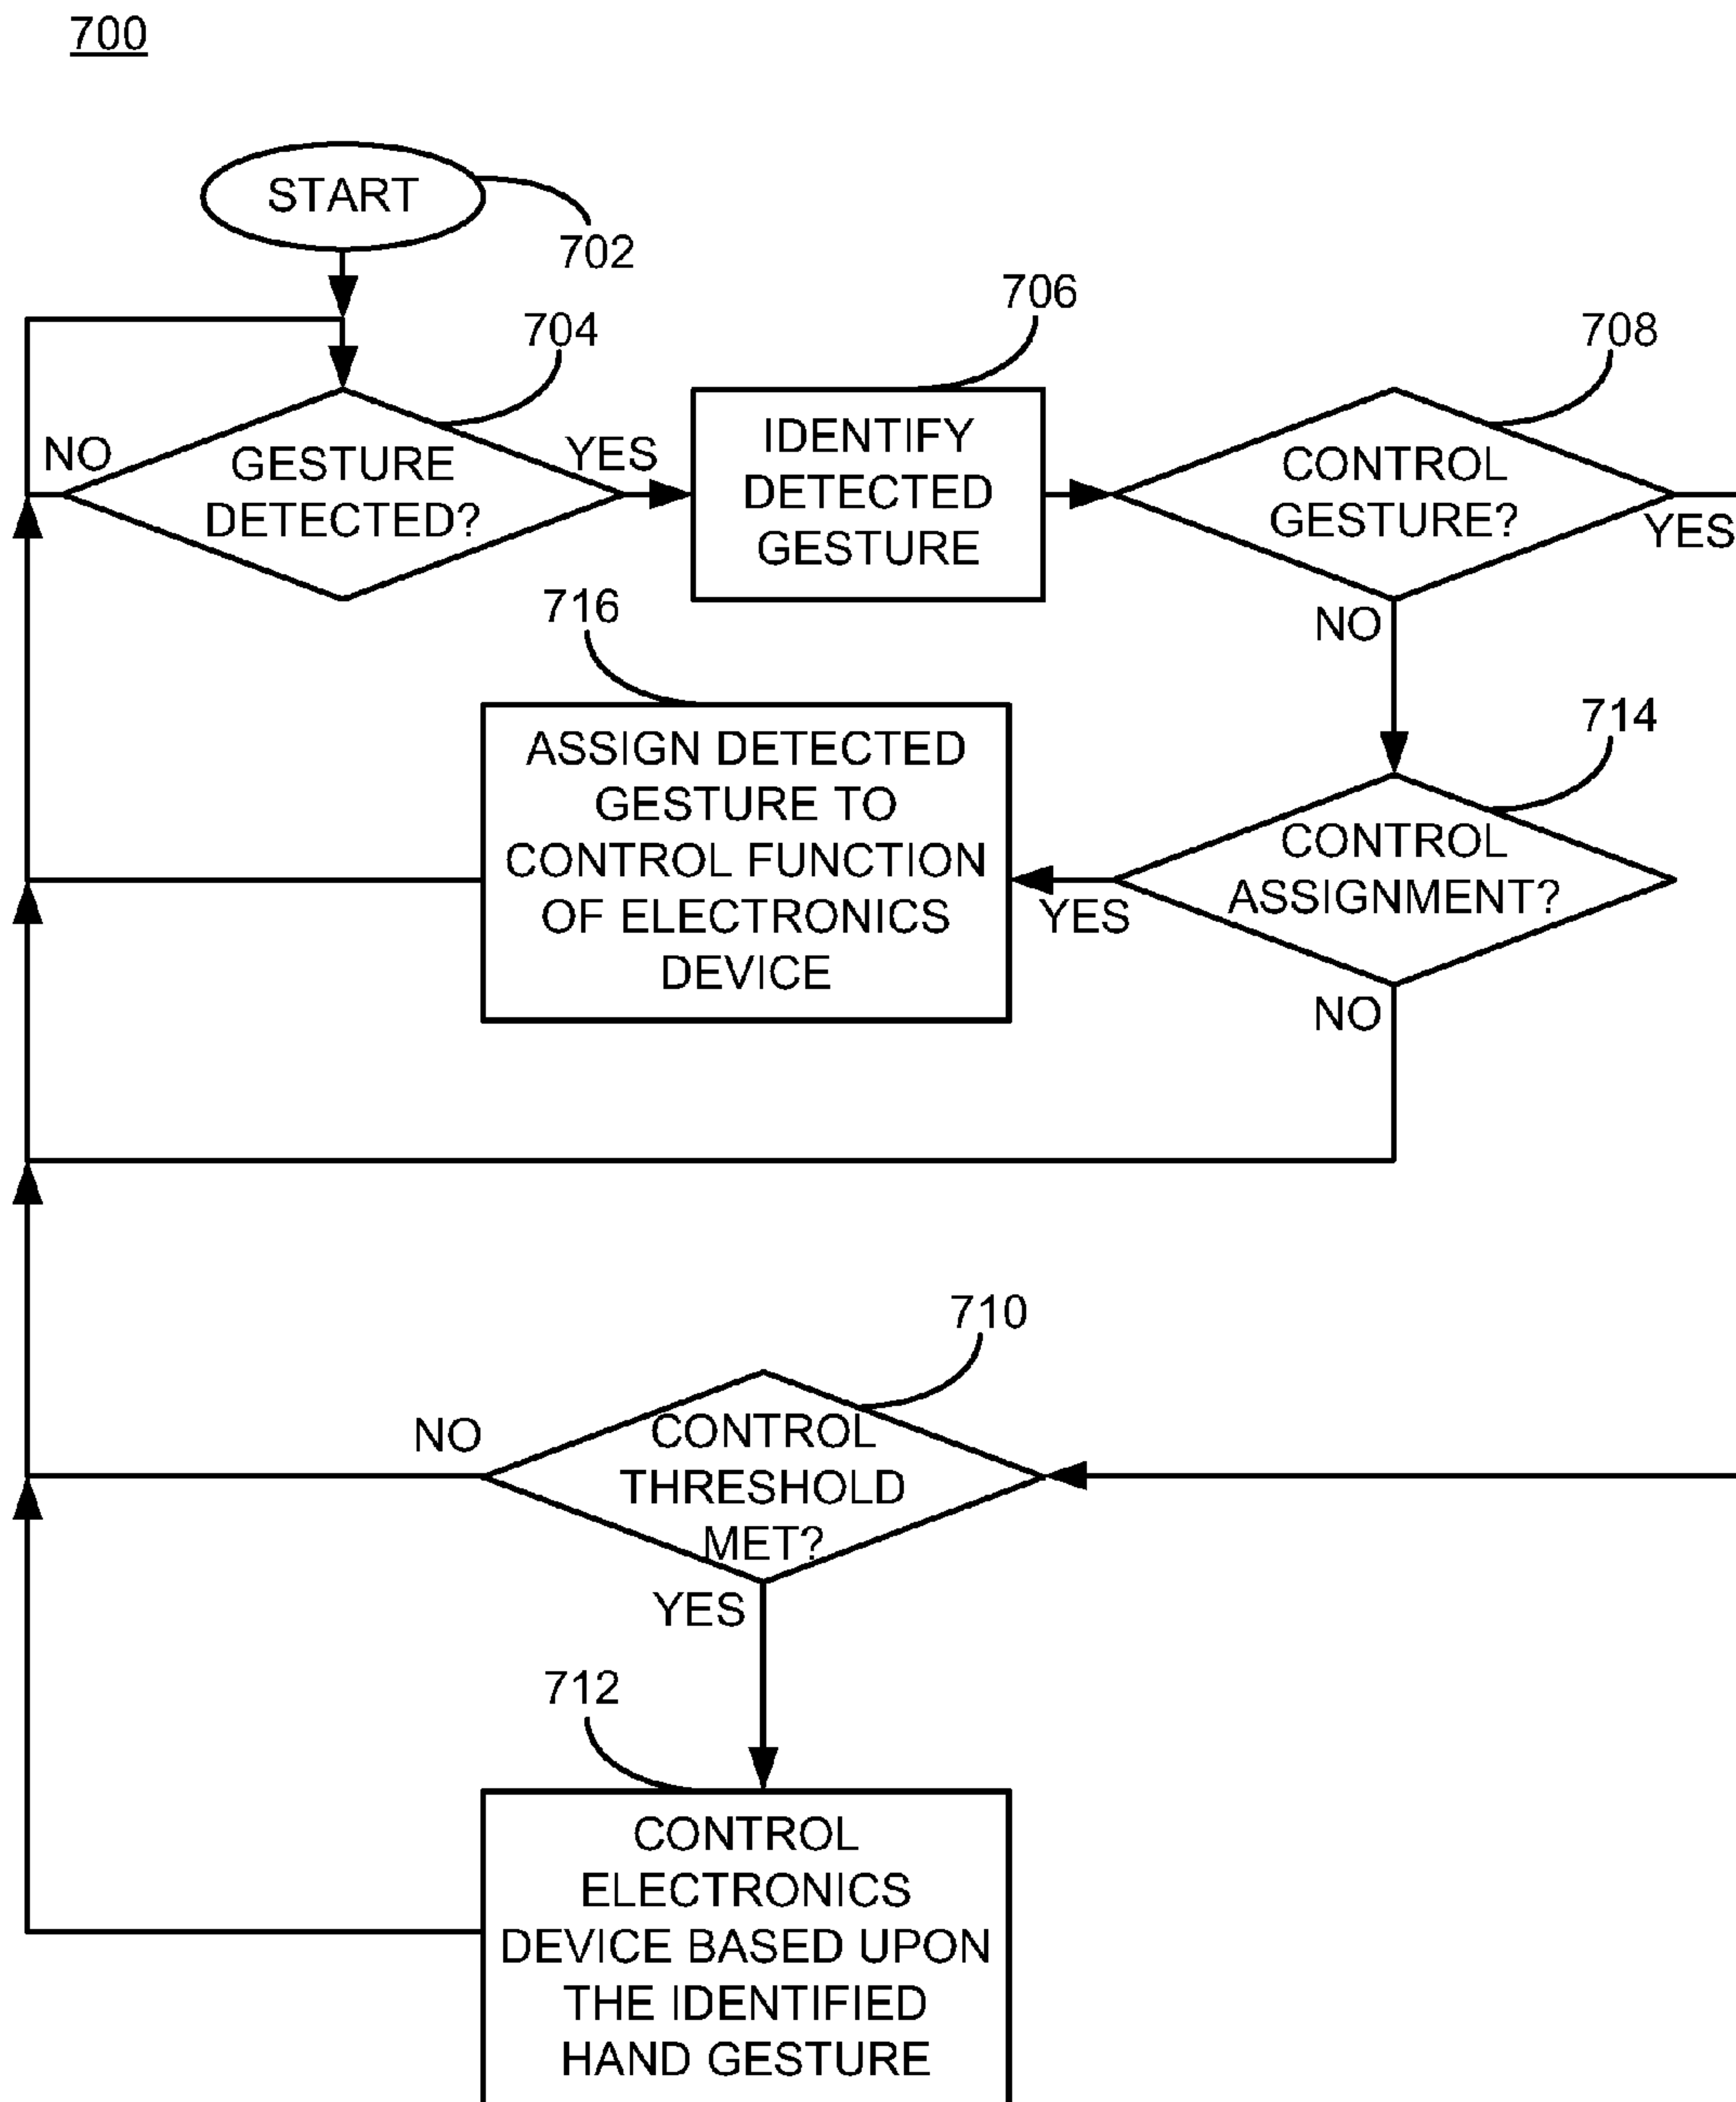 700
START
702
704
NO
GESTURE
DETECTED?
YES
706
IDENTIFY
DETECTED
GESTURE
708
CONTROL
GESTURE?
YES
NO
716
ASSIGN DETECTED
GESTURE TO
CONTROL FUNCTION
OF ELECTRONICS
DEVICE
714
CONTROL
ASSIGNMENT?
YES
NO
710
NO
CONTROL
THRESHOLD
MET?
YES
712
CONTROL
ELECTRONICS
DEVICE BASED UPON
THE IDENTIFIED
HAND GESTURE